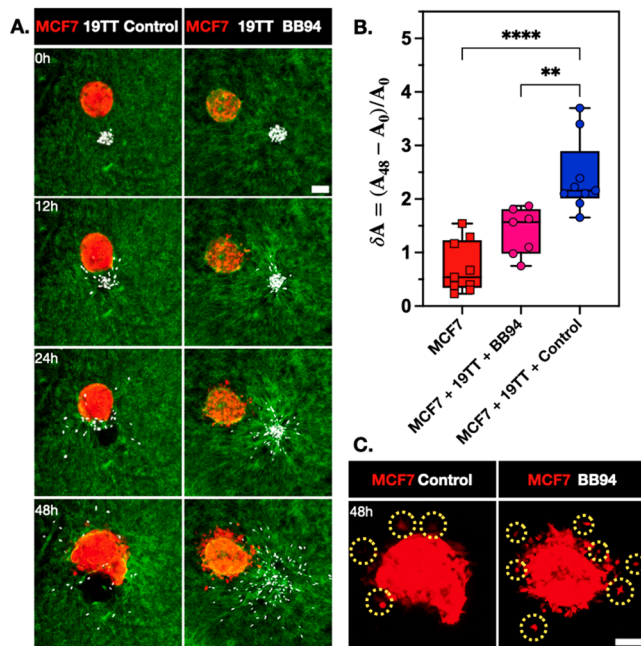 A.
MCF7 19TT Control
MCF7 19TT BB94
0h
12h
24h
48h
B.
δA = (A48 − A0)/A0
5
4
3
2
1
0
****
**
MCF7
MCF7 + 19TT + BB94
MCF7 + 19TT + Control
C.
MCF7 Control
MCF7 BB94
48h